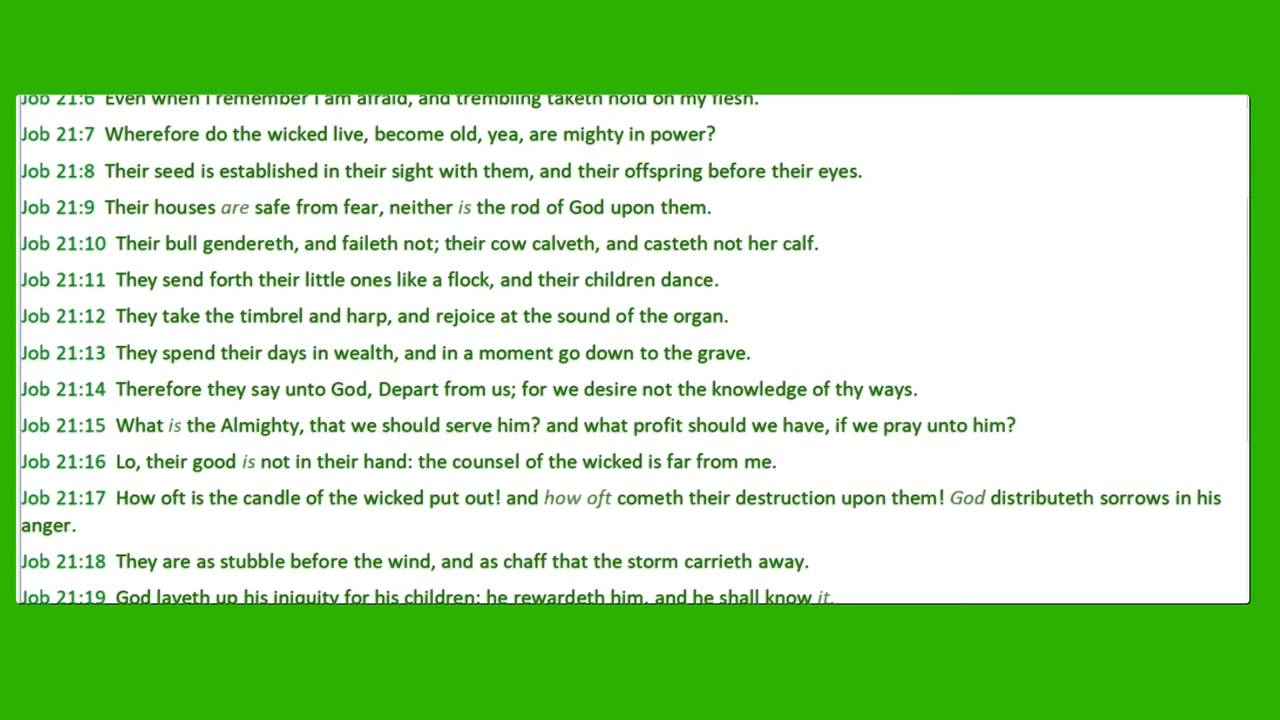 Job 21:6 Even when I remember I am afraid, and trembling taketh hold on my flesh.
Job 21:7 Wherefore do the wicked live, become old, yea, are mighty in power?
Job 21:8 Their seed is established in their sight with them, and their offspring before their eyes.
Job 21:9 Their houses are safe from fear, neither is the rod of God upon them.
Job 21:10 Their bull gendereth, and faileth not; their cow calveth, and casteth not her calf.
Job 21:11 They send forth their little ones like a flock, and their children dance.
Job 21:12 They take the timbrel and harp, and rejoice at the sound of the organ.
Job 21:13 They spend their days in wealth, and in a moment go down to the grave.
Job 21:14 Therefore they say unto God, Depart from us; for we desire not the knowledge of thy ways.
Job 21:15 What is the Almighty, that we should serve him? and what profit should we have, if we pray unto him?
Job 21:16 Lo, their good is not in their hand: the counsel of the wicked is far from me.
Job 21:17 How oft is the candle of the wicked put out! and how oft cometh their destruction upon them! God distributeth sorrows in his
anger.
Job 21:18 They are as stubble before the wind, and as chaff that the storm carrieth away.
Job 21:19 God layeth up his iniquity for his children: he rewardeth him, and he shall know it.